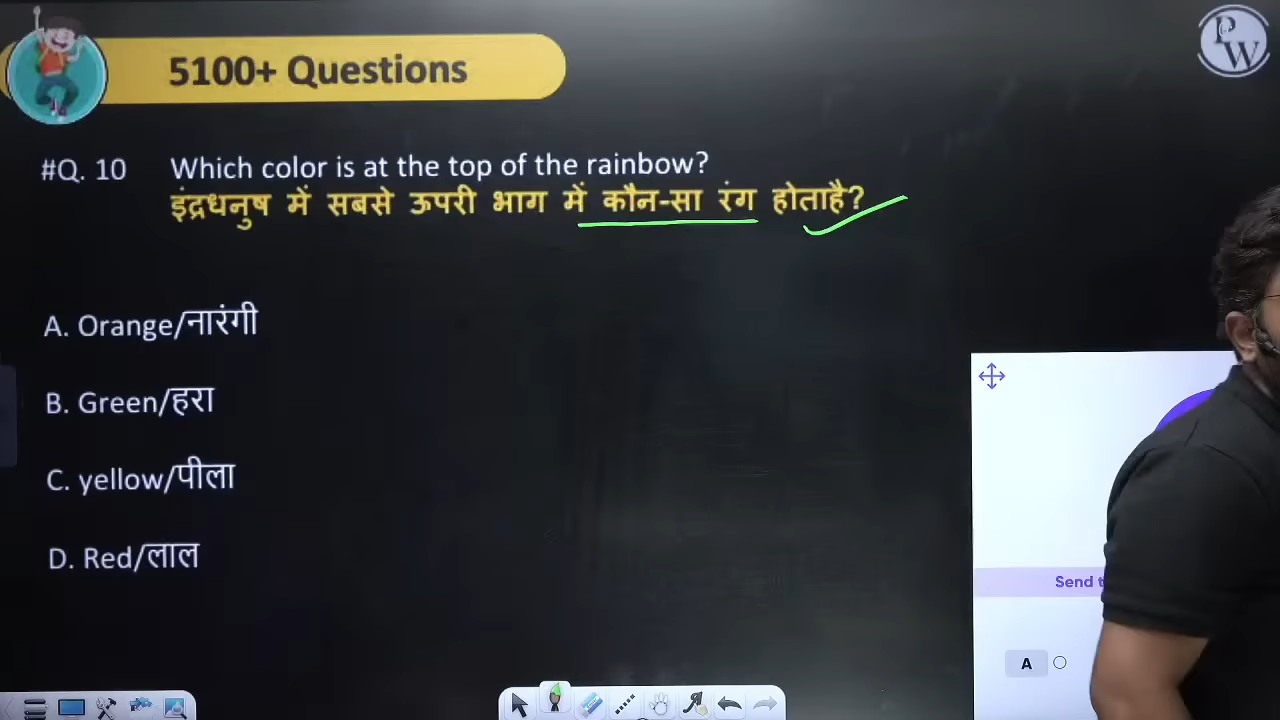 PW
5100+ Questions
#Q. 10 Which color is at the top of the rainbow?
इंद्रधनुष में सबसे ऊपरी भाग में कौन-सा रंग होताहै?
A. Orange/नारंगी
B. Green/हरा
C. yellow/पीला
D. Red/लाल
Send t
A